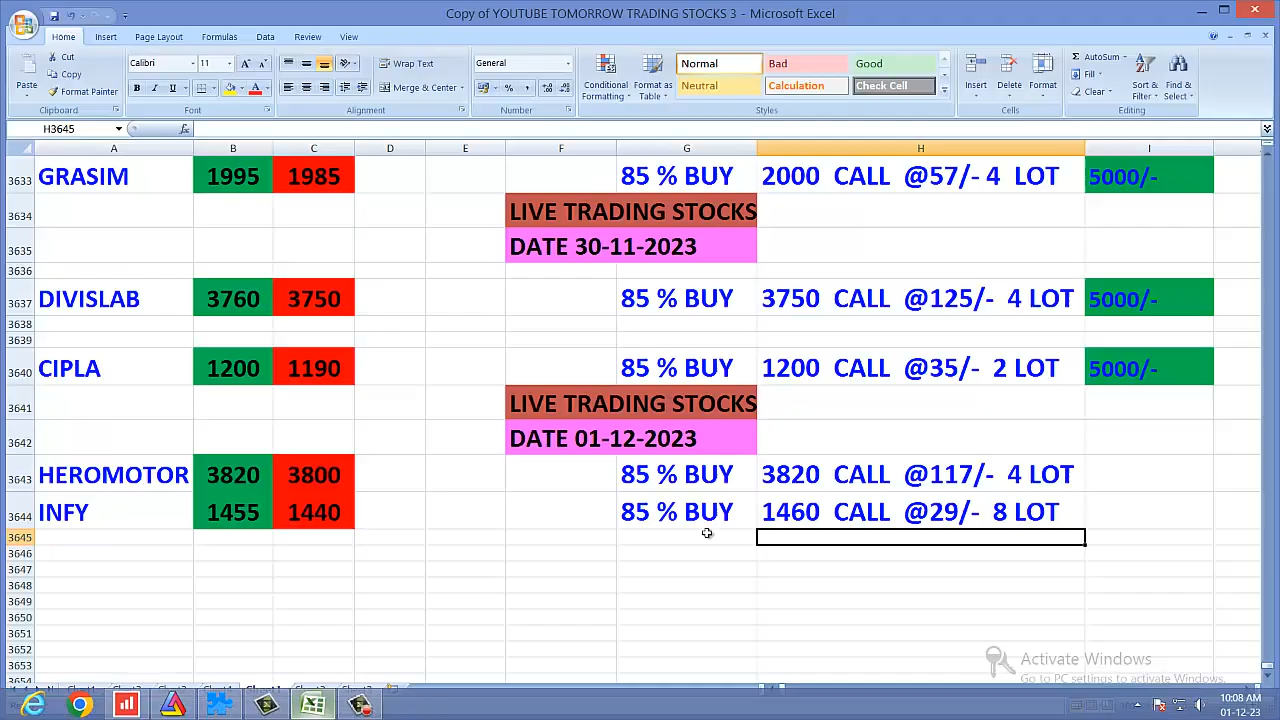 Copy of YOUTUBE TOMORROW TRADING STOCKS 3 - Microsoft Excel
Home Insert Page Layout Formulas Data Review View
Cut
Copy
Format Painter
Paste
Clipboard
Calibri 11
Font
Wrap Text
Merge & Center
Alignment
General
Number
Conditional Formatting
Format as Table
Normal Bad Good
Neutral Calculation Check Cell
Styles
Insert Delete Format
Cells
AutoSum
Fill
Clear
Sort & Filter
Find & Select
Editing
H3645
A B C D E F G H I
3633 GRASIM 1995 1985 85 % BUY 2000 CALL @57/- 4 LOT 5000/-
3634 LIVE TRADING STOCKS
3635 DATE 30-11-2023
3636
3637 DIVISLAB 3760 3750 85 % BUY 3750 CALL @125/- 4 LOT 5000/-
3638
3639
3640 CIPLA 1200 1190 85 % BUY 1200 CALL @35/- 2 LOT 5000/-
3641 LIVE TRADING STOCKS
3642 DATE 01-12-2023
3643 HEROMOTOR 3820 3800 85 % BUY 3820 CALL @117/- 4 LOT
3644 INFY 1455 1440 85 % BUY 1460 CALL @29/- 8 LOT
3645
3646
3647
3648
3649
3650
3651
3652
3653
3654
Activate Windows
Go to PC settings to activate Windows.
10:08 AM
01-12-23